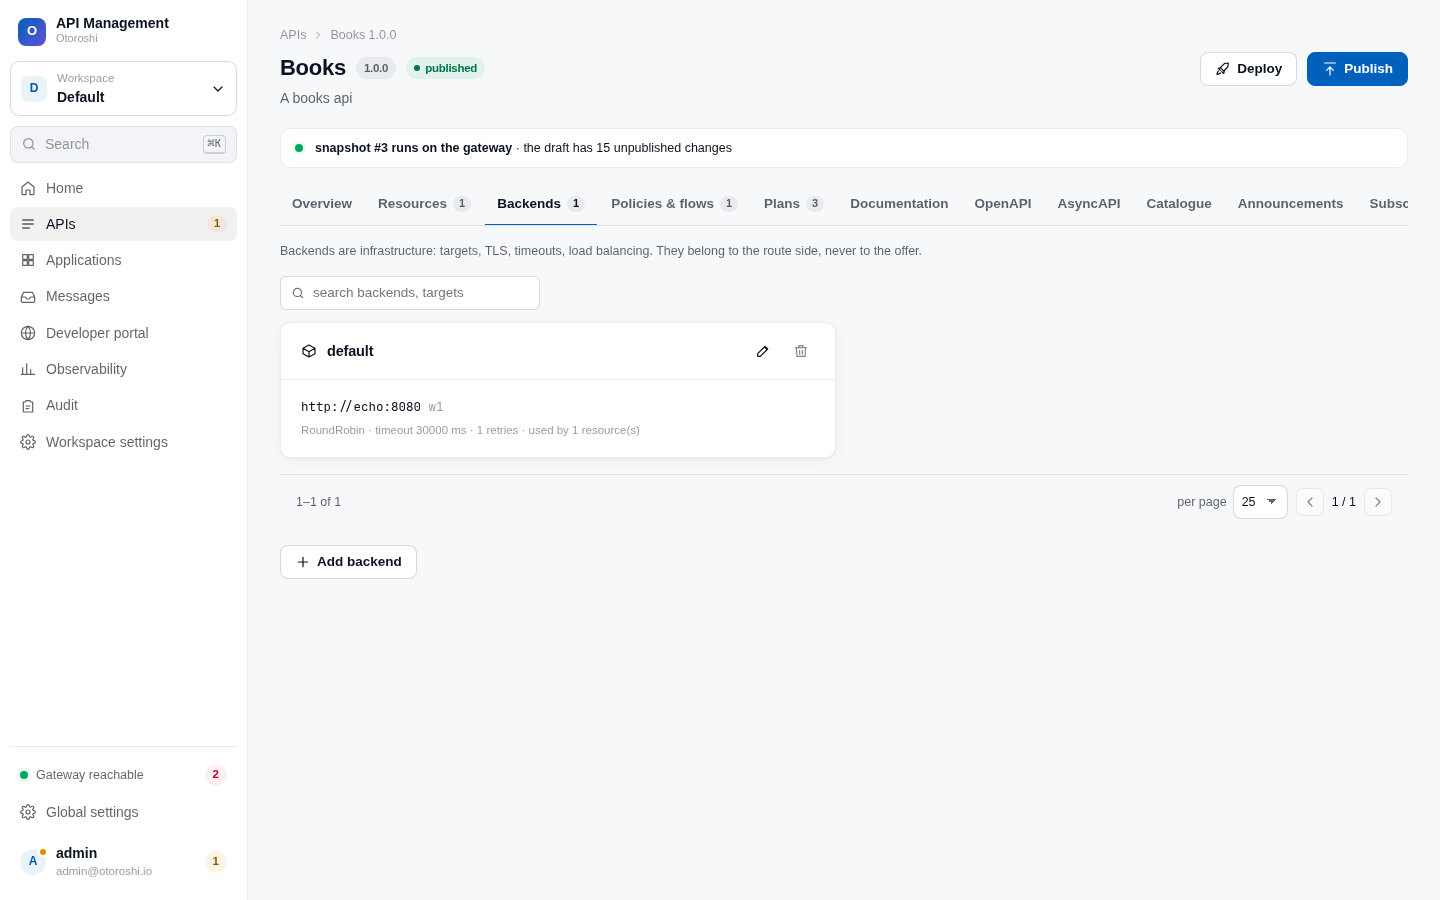 O
API Management
Otoroshi
D
Workspace
Default
Search
⌘K
Home
APIs 1
Applications
Messages
Developer portal
Observability
Audit
Workspace settings
Gateway reachable 2
Global settings
A
admin
admin@otoroshi.io
1
APIs > Books 1.0.0
Books 1.0.0 published
A books api
Deploy
Publish
snapshot #3 runs on the gateway · the draft has 15 unpublished changes
Overview Resources 1 Backends 1 Policies & flows 1 Plans 3 Documentation OpenAPI AsyncAPI Catalogue Announcements Subsc
Backends are infrastructure: targets, TLS, timeouts, load balancing. They belong to the route side, never to the offer.
search backends, targets
default
http://echo:8080 w1
RoundRobin · timeout 30000 ms · 1 retries · used by 1 resource(s)
1–1 of 1
per page 25 1 / 1
Add backend